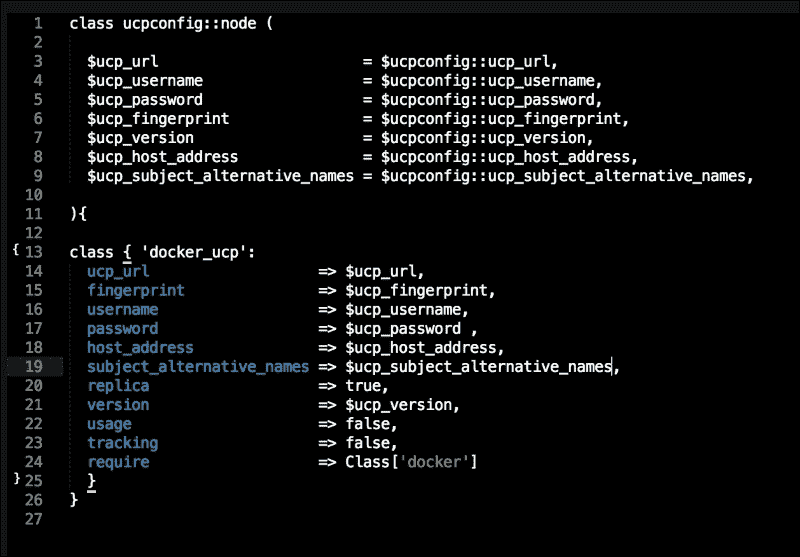 1 class ucpconfig::node (
2
3   $ucp_url                       = $ucpconfig::ucp_url,
4   $ucp_username                  = $ucpconfig::ucp_username,
5   $ucp_password                  = $ucpconfig::ucp_password,
6   $ucp_fingerprint               = $ucpconfig::ucp_fingerprint,
7   $ucp_version                   = $ucpconfig::ucp_version,
8   $ucp_host_address              = $ucpconfig::ucp_host_address,
9   $ucp_subject_alternative_names = $ucpconfig::ucp_subject_alternative_names,
10
11 ){
12
{ 13 class { 'docker_ucp':
14   ucp_url                   => $ucp_url,
15   fingerprint               => $ucp_fingerprint,
16   username                  => $ucp_username,
17   password                  => $ucp_password ,
18   host_address              => $ucp_host_address,
19   subject_alternative_names => $ucp_subject_alternative_names,
20   replica                   => true,
21   version                   => $ucp_version,
22   usage                     => false,
23   tracking                  => false,
24   require                   => Class['docker']
} 25   }
26 }
27